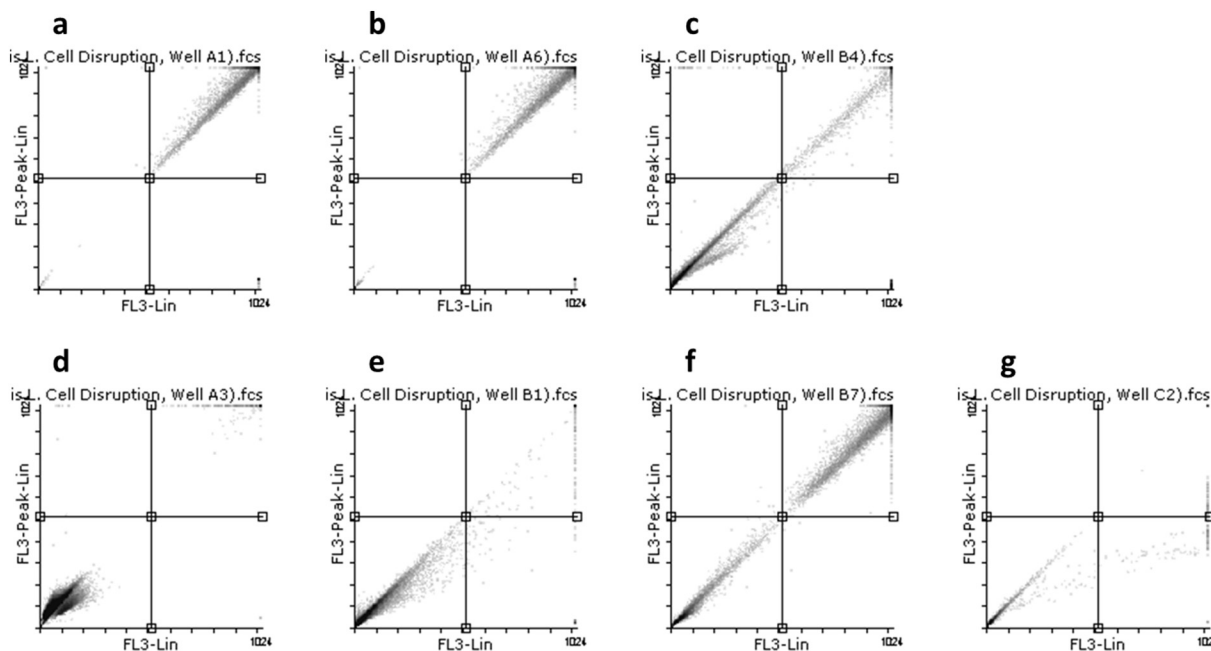 a b c
is L. Cell Disruption, Well A1).fcs
is L. Cell Disruption, Well A6).fcs
is L. Cell Disruption, Well B4).fcs
FL3-Peak-Lin
FL3-Peak-Lin
FL3-Peak-Lin
FL3-Lin 1024
FL3-Lin 1024
FL3-Lin 1024
d e f g
is L. Cell Disruption, Well A3).fcs
is L. Cell Disruption, Well B1).fcs
is L. Cell Disruption, Well B7).fcs
is L. Cell Disruption, Well C2).fcs
FL3-Peak-Lin
FL3-Peak-Lin
FL3-Peak-Lin
FL3-Peak-Lin
FL3-Lin 1024
FL3-Lin 1024
FL3-Lin 1024
FL3-Lin